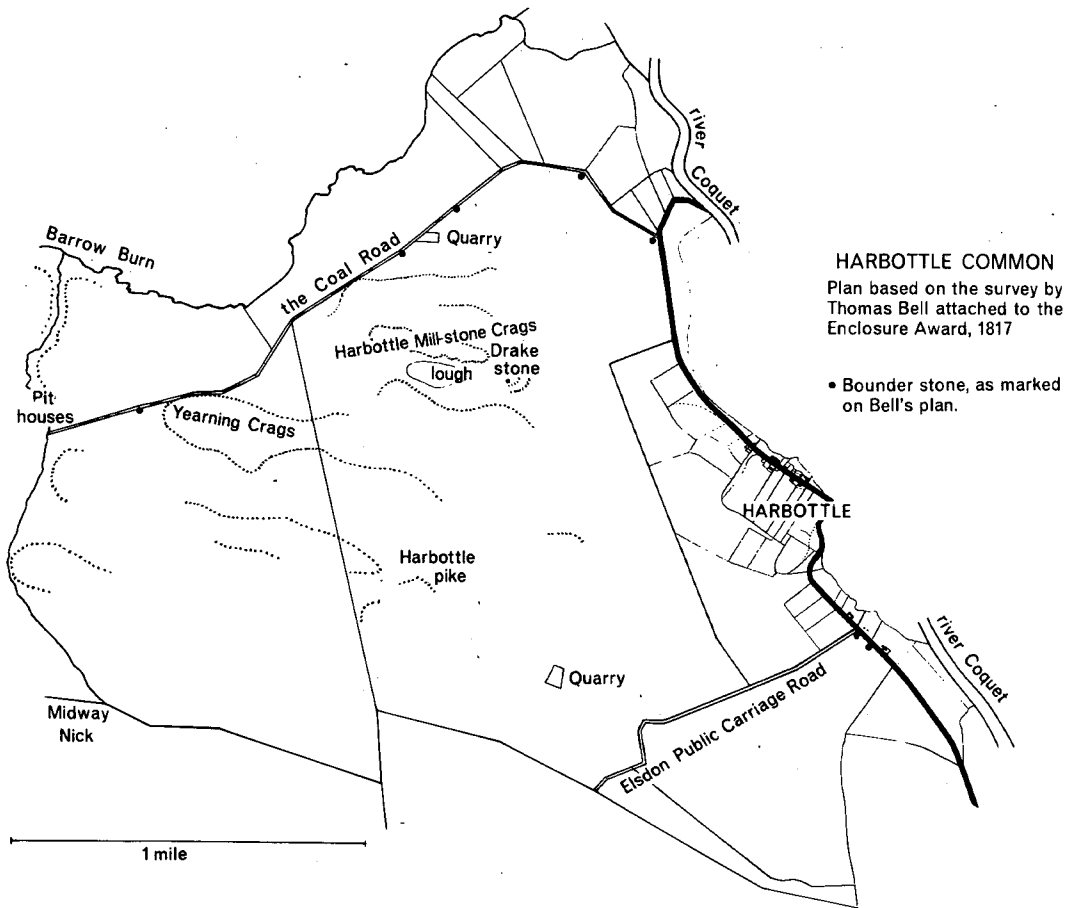 river
Coquet
Barrow Burn
the Coal Road
Quarry
HARBOTTLE COMMON
Plan based on the survey by
Thomas Bell attached to the
Enclosure Award, 1817
• Bounder stone, as marked
on Bell's plan.
Harbottle Mill-stone Crags
Drake
stone
lough
Pit
houses
Yearning Crags
HARBOTTLE
Harbottle
pike
river Coquet
Quarry
Elsdon Public Carriage Road
Midway
Nick
1 mile